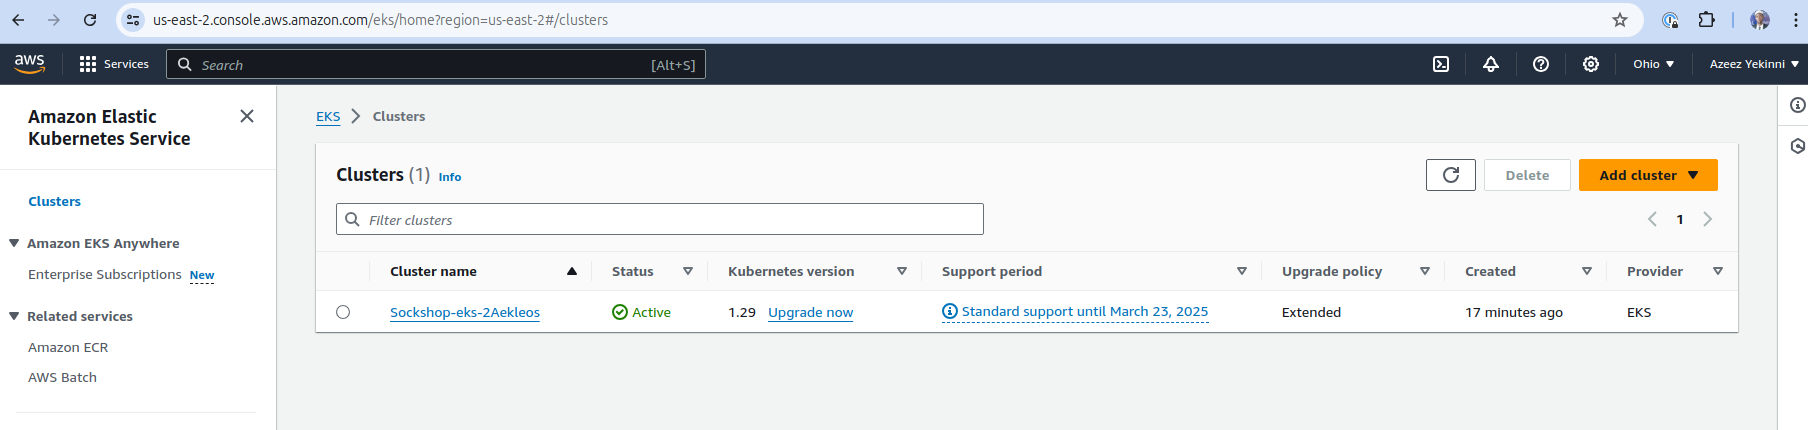 us-east-2.console.aws.amazon.com/eks/home?region=us-east-2#/clusters
aws Services Search [Alt+S] Ohio Azeez Yekinni
Amazon Elastic
Kubernetes Service
Clusters
Amazon EKS Anywhere
Enterprise Subscriptions New
Related services
Amazon ECR
AWS Batch
EKS Clusters
Clusters (1) Info Delete Add cluster
Filter clusters 1
Cluster name Status Kubernetes version Support period Upgrade policy Created Provider
Sockshop-eks-2Aekleos Active 1.29 Upgrade now Standard support until March 23, 2025 Extended 17 minutes ago EKS